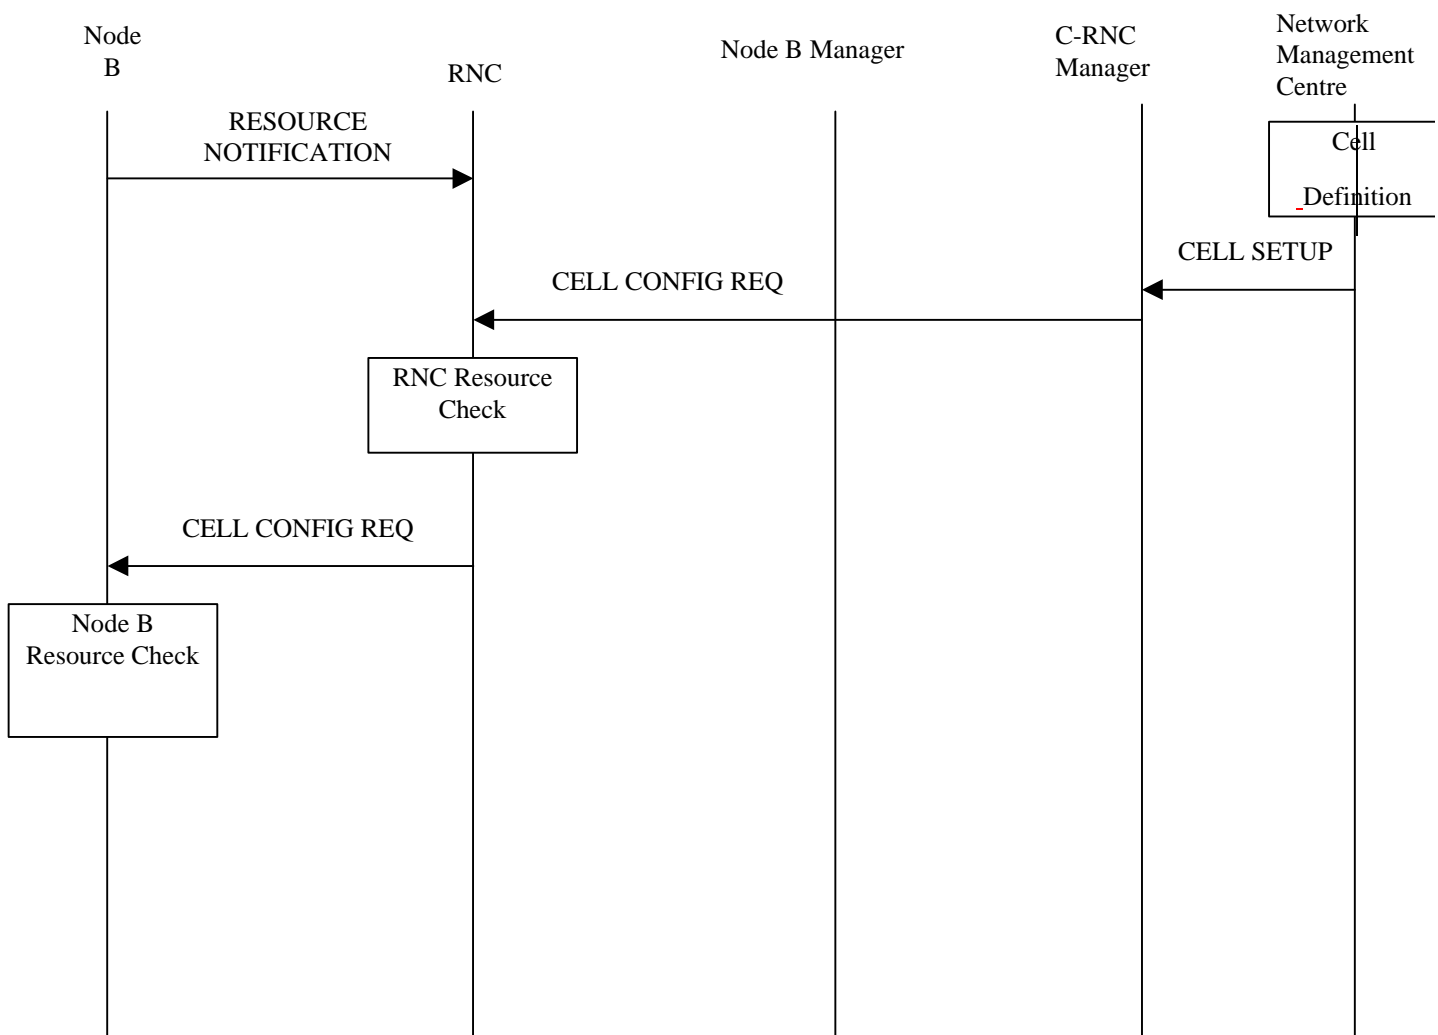 Node
B
RNC
Node B Manager
C-RNC
Manager
Network
Management
Centre
RESOURCE
NOTIFICATION
Cell
Definition
CELL SETUP
CELL CONFIG REQ
RNC Resource
Check
CELL CONFIG REQ
Node B
Resource Check